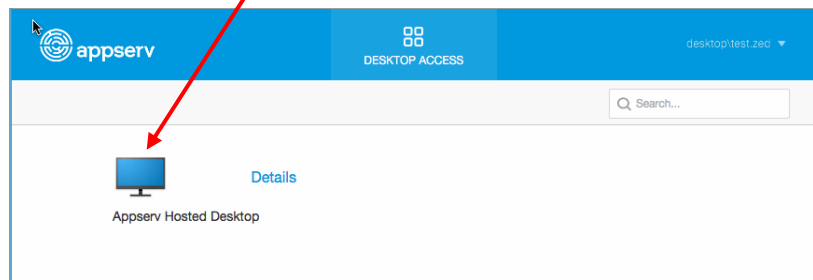 appserv
DESKTOP ACCESS
desktop\test.zed
Search...
Details
Appserv Hosted Desktop